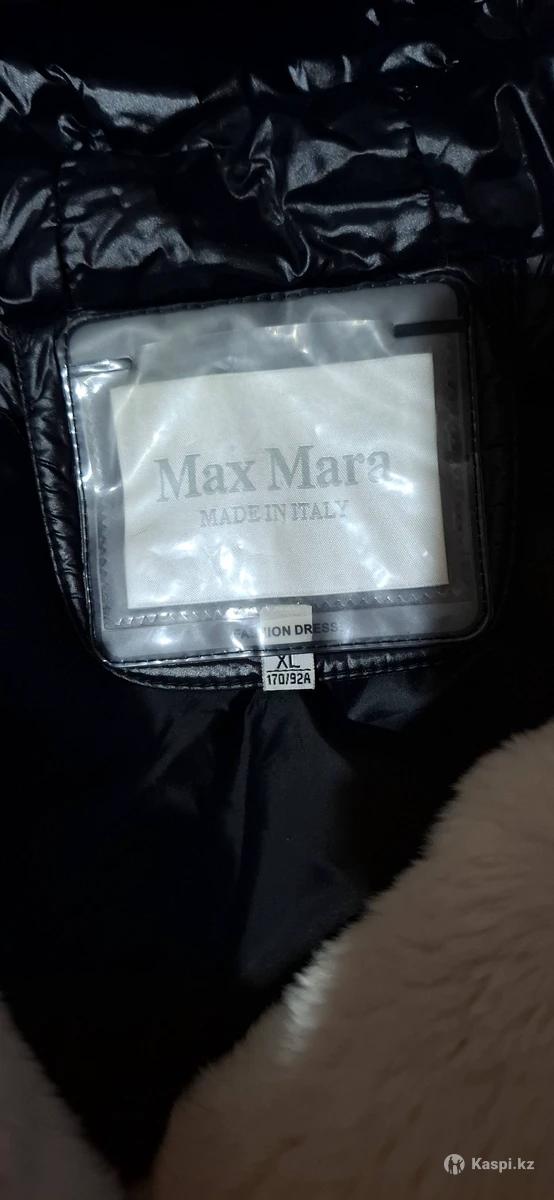 Max Mara
MADE IN ITALY
FASHION DRESS
XL
170/92A
Kaspi.kz